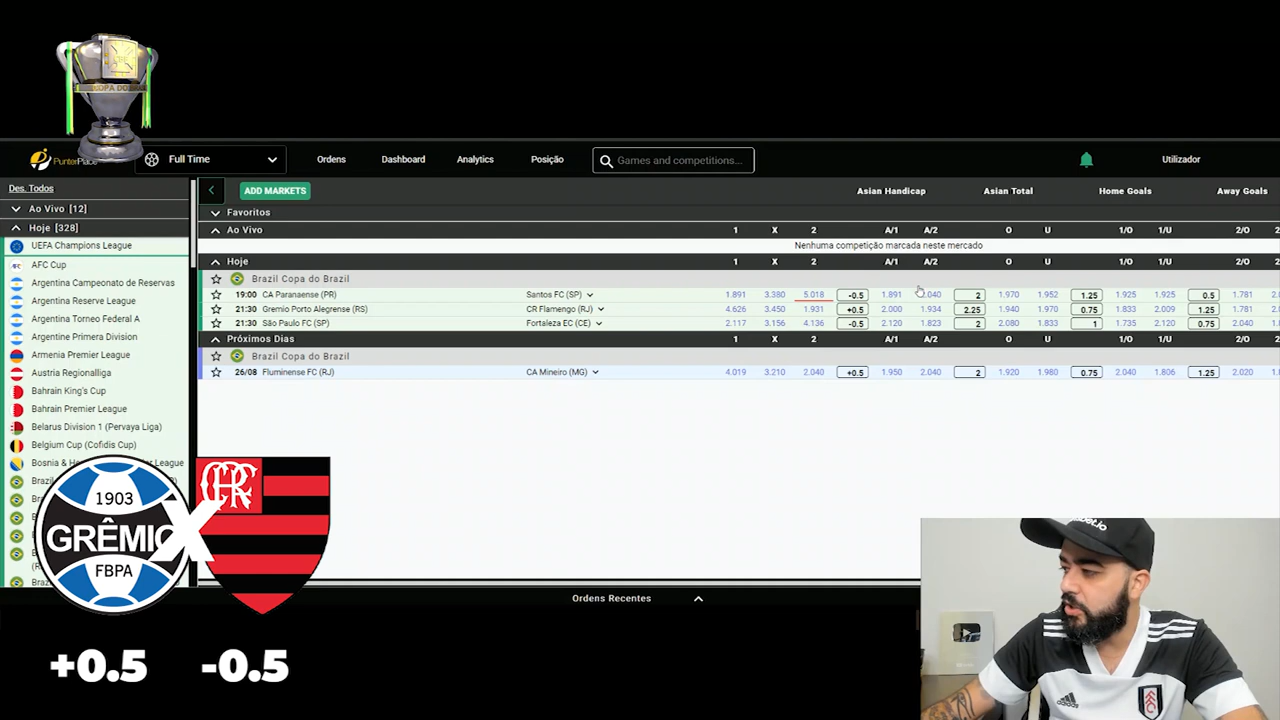 COPA DO
PunterPlace
Full Time
Ordens
Dashboard
Analytics
Posição
Games and competitions...
Utilizador
Des. Todos
ADD MARKETS
Asian Handicap
Asian Total
Home Goals
Away Goals
Ao Vivo [12]
Favoritos
Hoje [328]
Ao Vivo 1 X 2 A/1 A/2 O U 1/O 1/U 2/O
UEFA Champions League
Nenhuma competição marcada neste mercado
AFC Cup
Hoje 1 X 2 A/1 A/2 O U 1/O 1/U 2/O
Argentina Campeonato de Reservas
Brazil Copa do Brazil
Argentina Reserve League
19:00 CA Paranaense (PR) Santos FC (SP) 1.891 3.380 5.018 -0.5 1.891 2.040 2 1.970 1.952 1.25 1.925 1.925 0.5 1.781
Argentina Torneo Federal A
21:30 Gremio Porto Alegrense (RS) CR Flamengo (RJ) 4.626 3.450 1.931 +0.5 2.000 1.934 2.25 1.940 1.970 0.75 1.833 2.009 1.25 1.781
Argentine Primera Division
21:30 São Paulo FC (SP) Fortaleza EC (CE) 2.117 3.156 4.136 -0.5 2.120 1.823 2 2.080 1.833 1 1.735 2.120 0.75 2.040
Armenia Premier League
Próximos Dias 1 X 2 A/1 A/2 O U 1/O 1/U 2/O
Austria Regionalliga
Brazil Copa do Brazil
Bahrain King's Cup
26/08 Fluminense FC (RJ) CA Mineiro (MG) 4.019 3.210 2.040 +0.5 1.950 2.040 2 1.920 1.980 0.75 2.040 1.806 1.25 2.020
Bahrain Premier League
Belarus Division 1 (Pervaya Liga)
Belgium Cup (Cofidis Cup)
Bosnia & League
1903
GRÊMIO
FBPA
X
CRF
Ordens Recentes
+0.5 -0.5